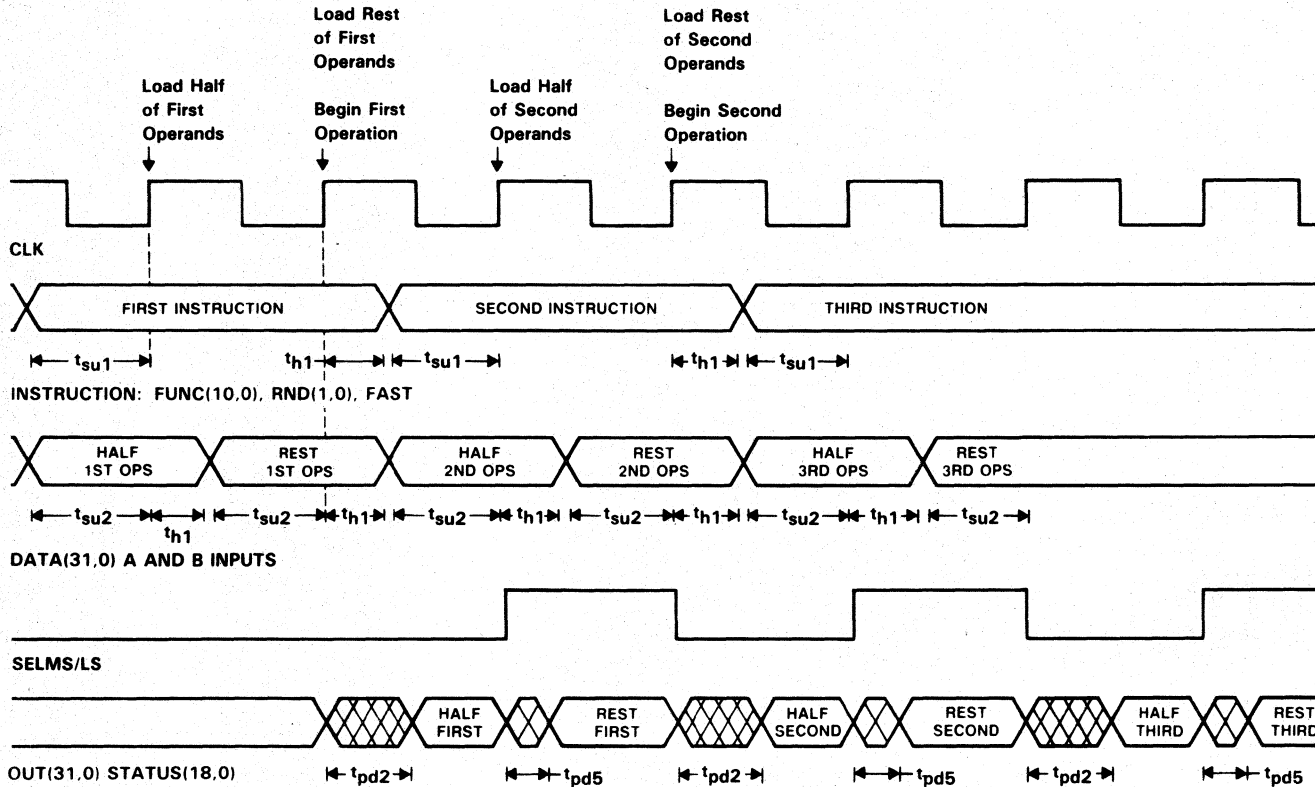 Load Rest
of First
Operands
Load Rest
of Second
Operands
Load Half
of First
Operands
Begin First
Operation
Load Half
of Second
Operands
Begin Second
Operation
CLK
FIRST INSTRUCTION
SECOND INSTRUCTION
THIRD INSTRUCTION
tsu1
th1
tsu1
th1
tsu1
INSTRUCTION: FUNC(10,0), RND(1,0), FAST
HALF
1ST OPS
REST
1ST OPS
HALF
2ND OPS
REST
2ND OPS
HALF
3RD OPS
REST
3RD OPS
tsu2
th1
tsu2
th1
tsu2
th1
tsu2
th1
tsu2
th1
tsu2
DATA(31,0) A AND B INPUTS
SELMS/LS
HALF
FIRST
REST
FIRST
HALF
SECOND
REST
SECOND
HALF
THIRD
REST
THIRD
OUT(31,0) STATUS(18,0)
tpd2
tpd5
tpd2
tpd5
tpd2
tpd5